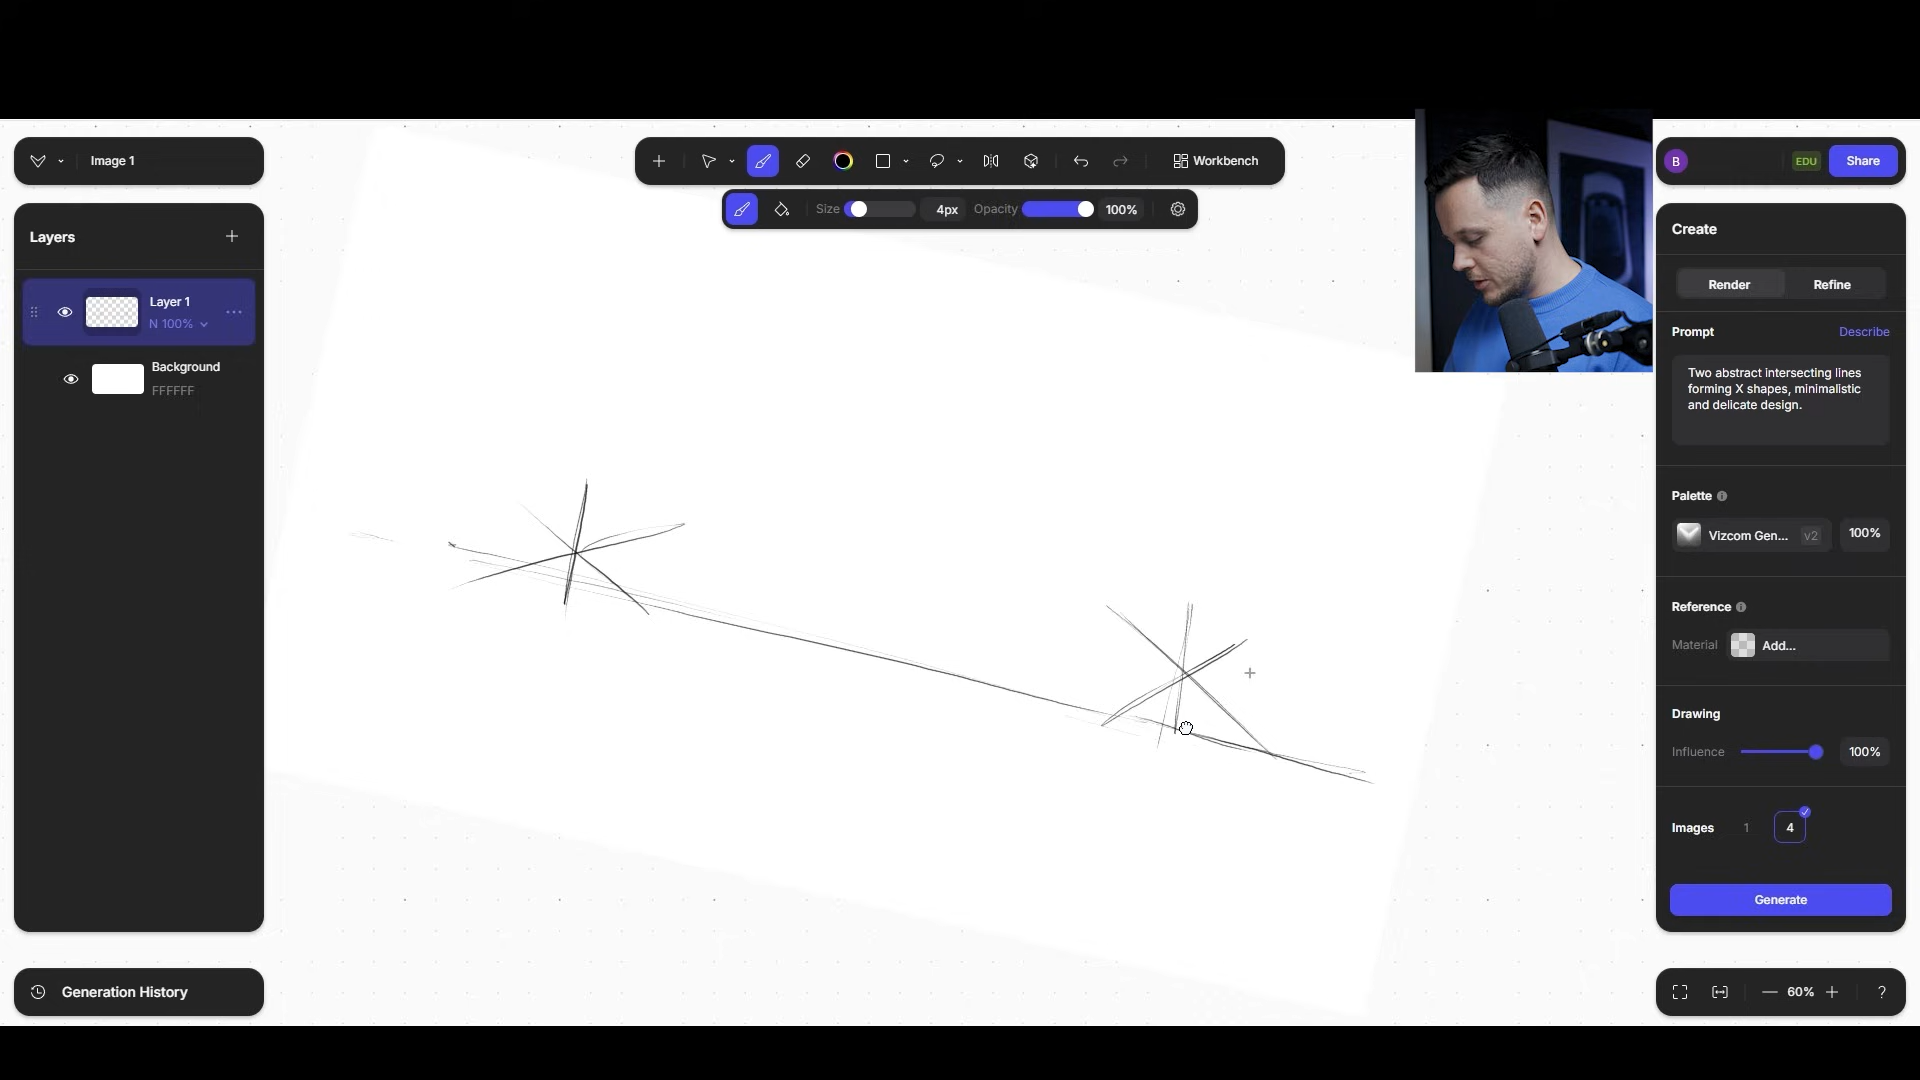 Image 1
Workbench
B
EDU
Share
Size
4px
Opacity
100%
Layers
Layer 1
N 100%
Background
FFFFFF
Generation History
Create
Render
Refine
Prompt
Describe
Two abstract intersecting lines
forming X shapes, minimalistic
and delicate design.
Palette
Vizcom Gen...
v2
100%
Reference
Material
Add...
Drawing
Influence
100%
Images
1
4
Generate
60%
?